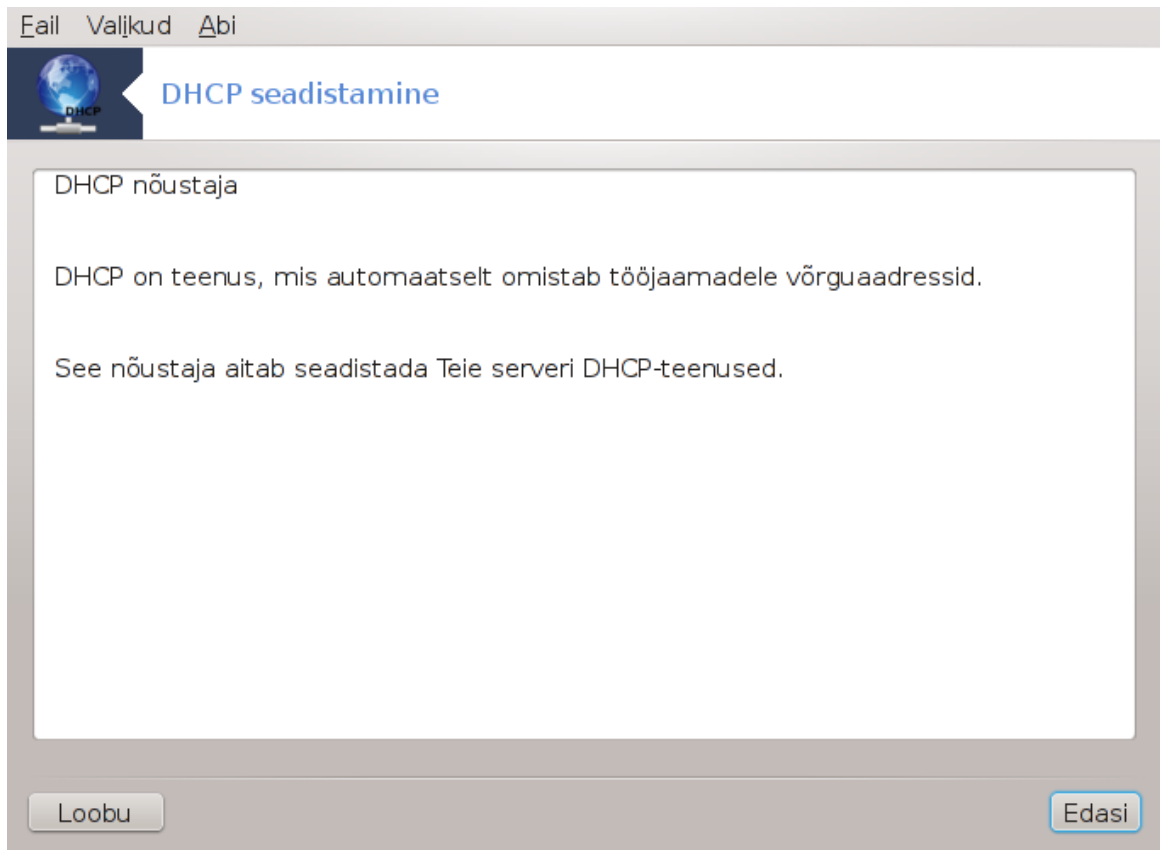 Fail Valikud Abi
DHCP
DHCP seadistamine
DHCP nõustaja
DHCP on teenus, mis automaatselt omistab tööjaamadele võrguaadressid.
See nõustaja aitab seadistada Teie serveri DHCP-teenused.
Loobu Edasi